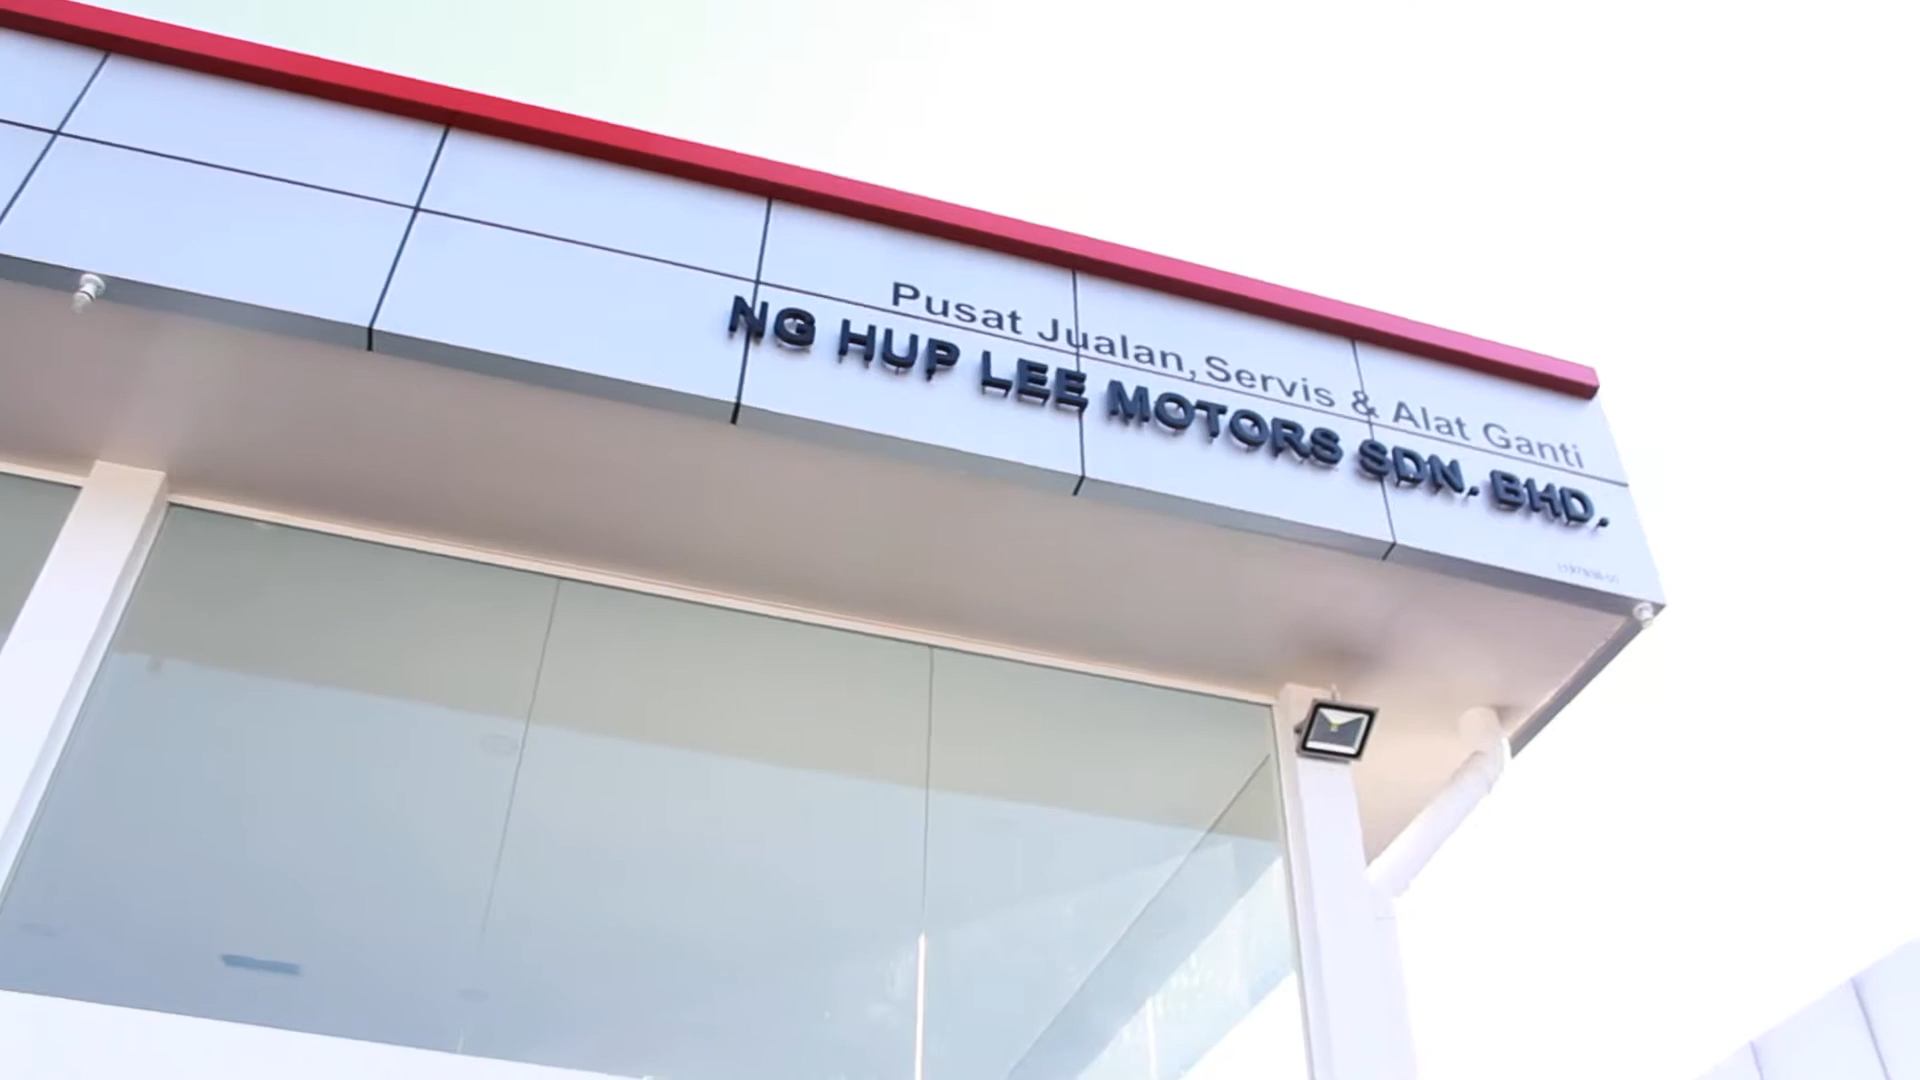 Pusat Jualan, Servis & Alat Ganti
NG HUP LEE MOTORS SDN. BHD.